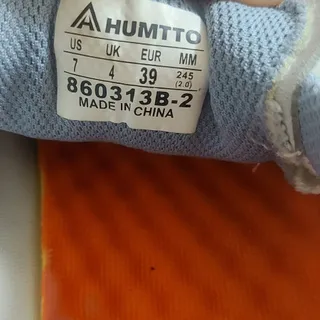 HUMTTO
US UK EUR MM
7 4 39 245
(2.0)
860313B-2
MADE IN CHINA